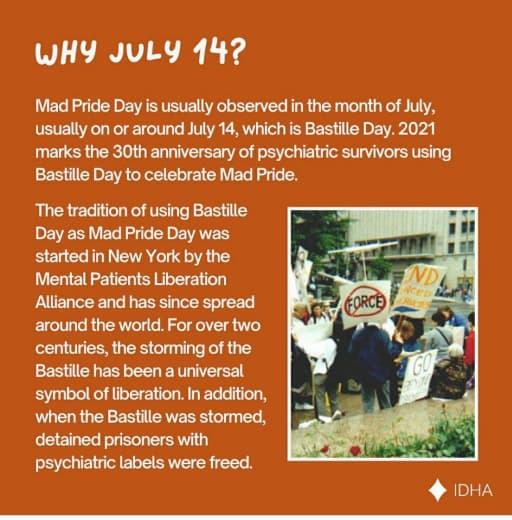 WHY JULY 14?
Mad Pride Day is usually observed in the month of July,
usually on or around July 14, which is Bastille Day. 2021
marks the 30th anniversary of psychiatric survivors using
Bastille Day to celebrate Mad Pride.
The tradition of using Bastille
Day as Mad Pride Day was
started in New York by the
Mental Patients Liberation
Alliance and has since spread
around the world. For over two
centuries, the storming of the
Bastille has been a universal
symbol of liberation. In addition,
when the Bastille was stormed,
detained prisoners with
psychiatric labels were freed.
FORCE
GO
IDHA